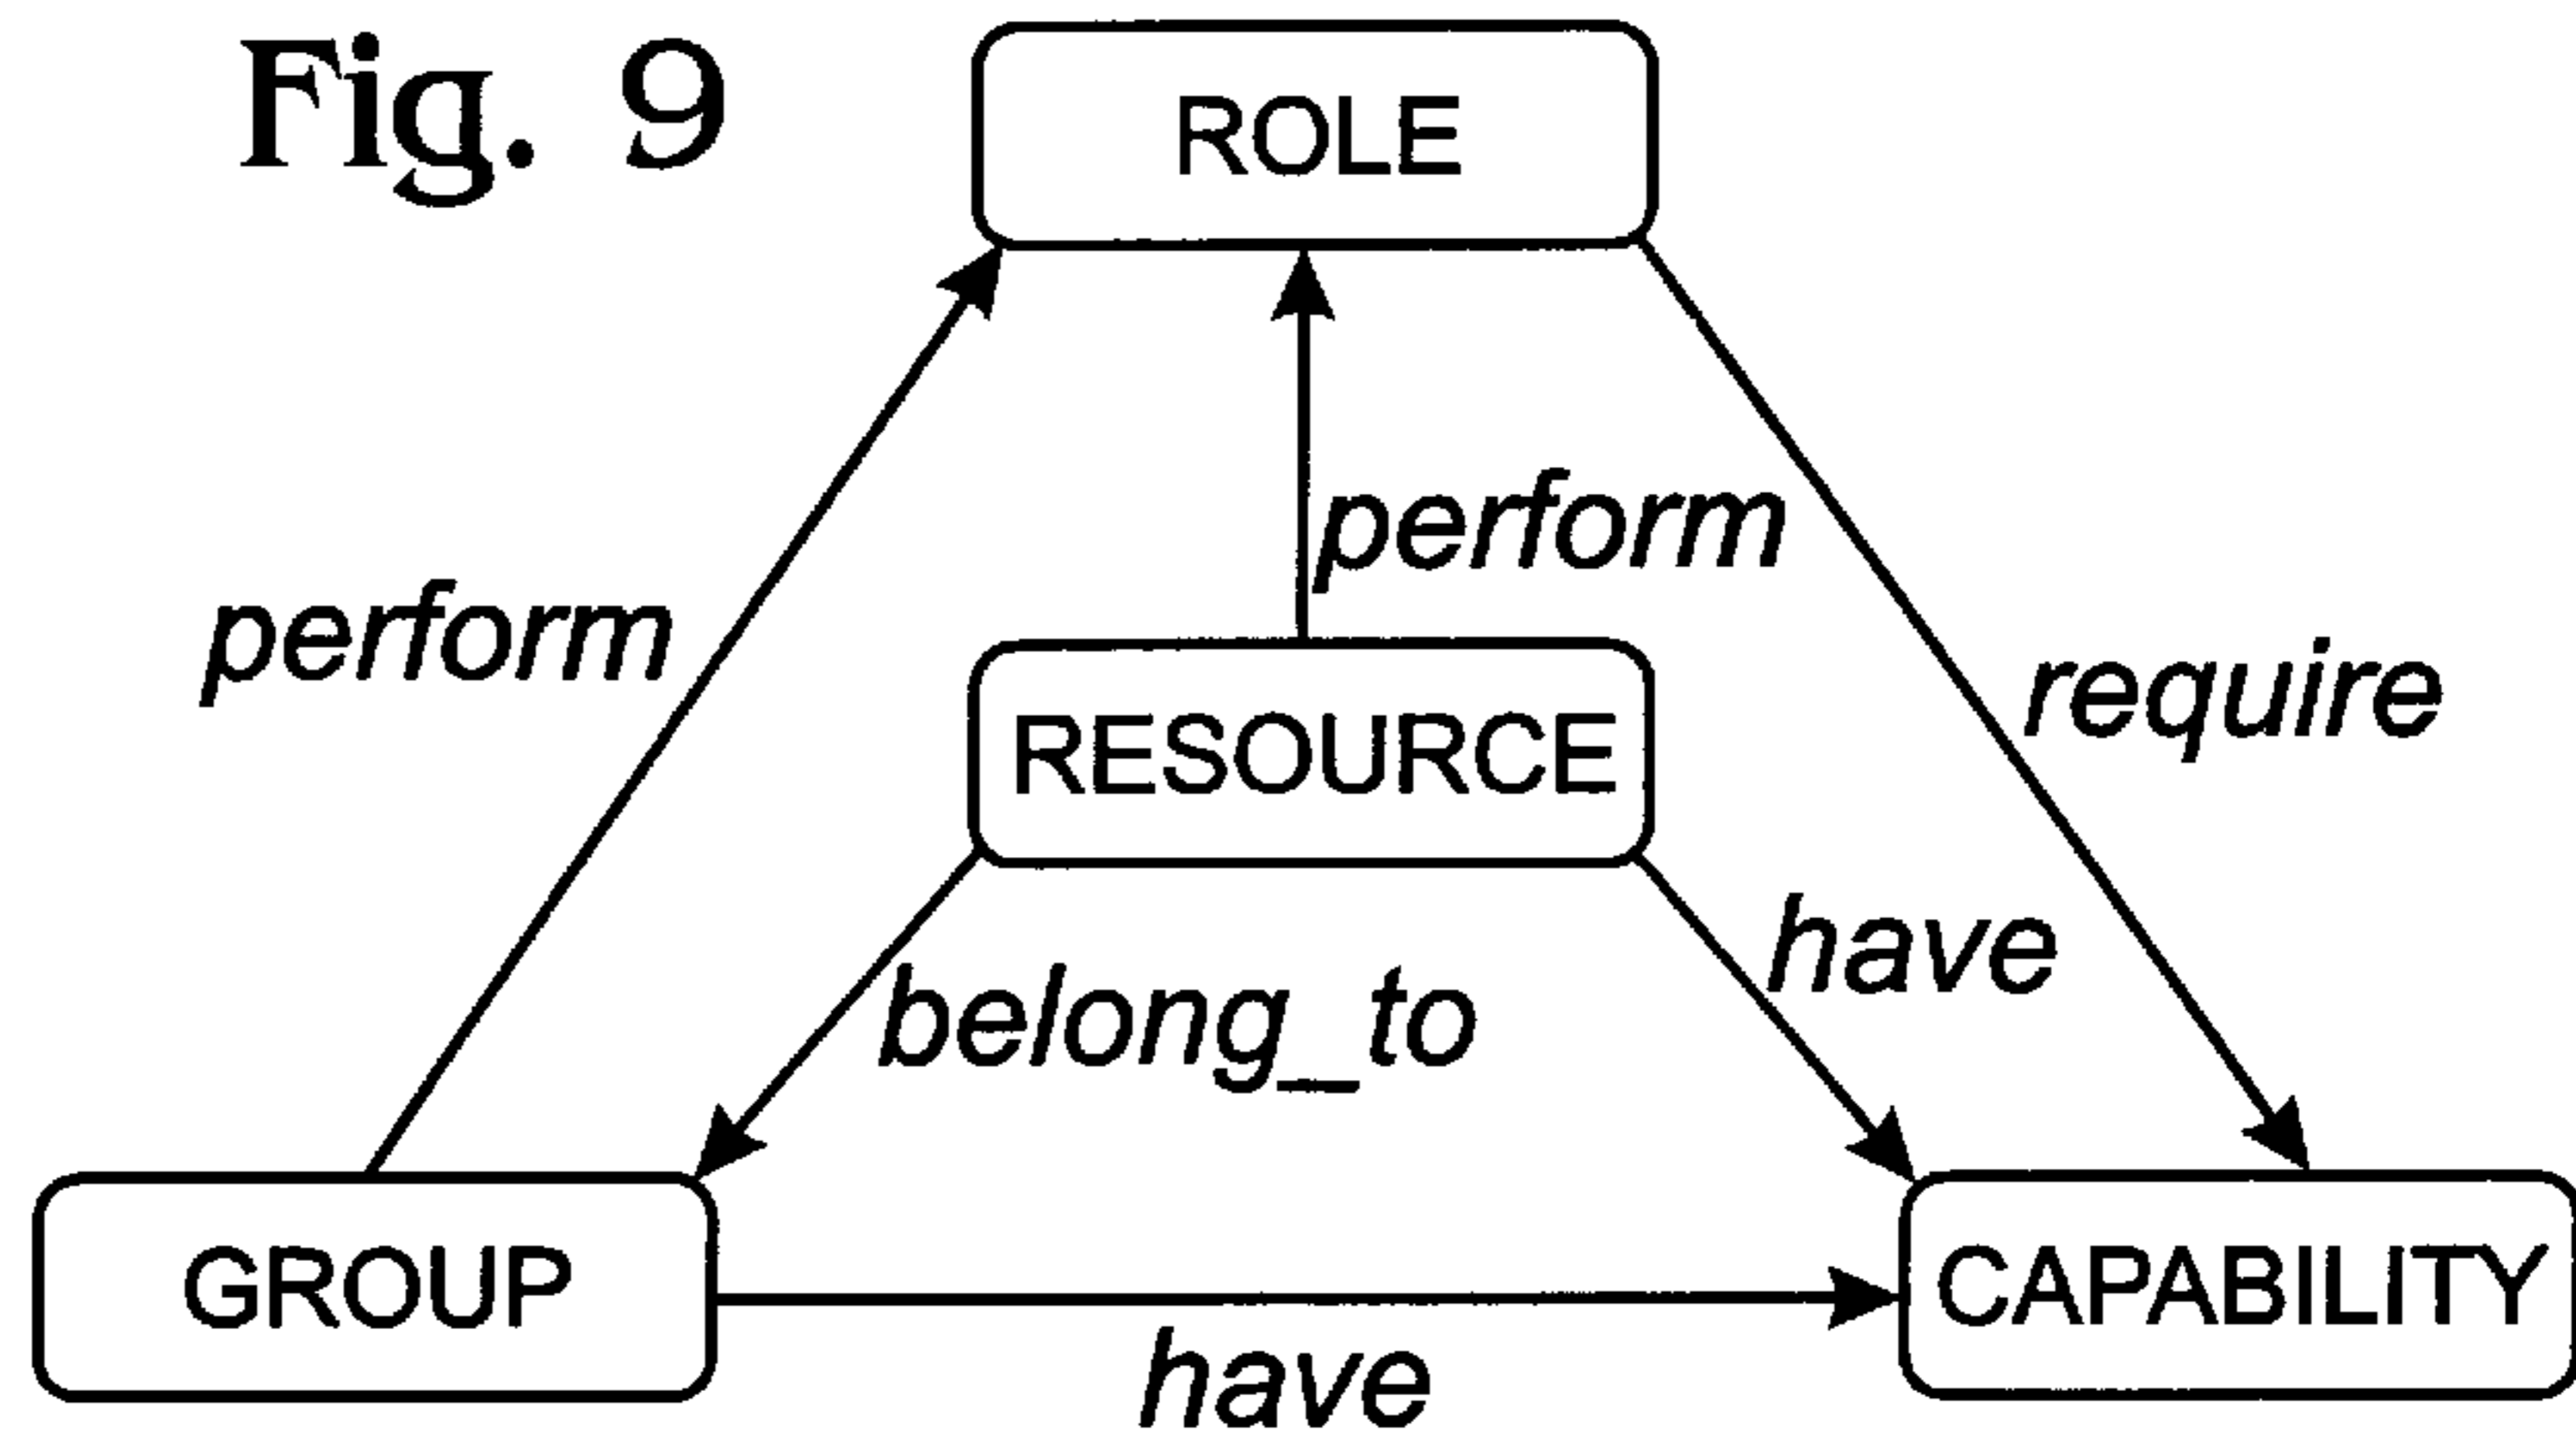 Fig. 9
ROLE
perform
perform
require
RESOURCE
have
belong_to
GROUP
CAPABILITY
have